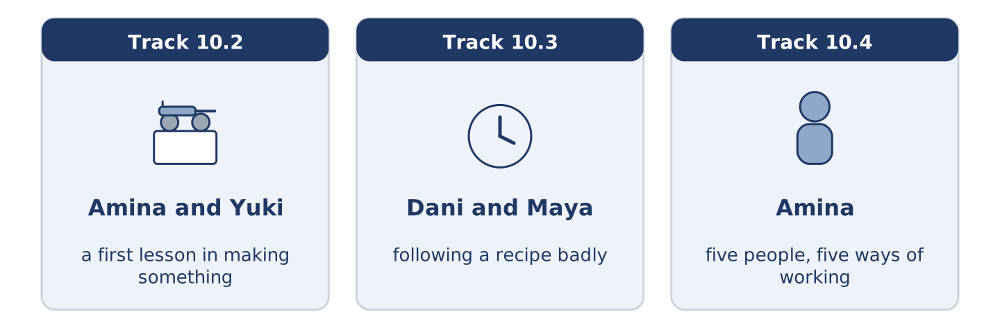 Track 10.2
Amina and Yuki
a first lesson in making
something
Track 10.3
Dani and Maya
following a recipe badly
Track 10.4
Amina
five people, five ways of
working